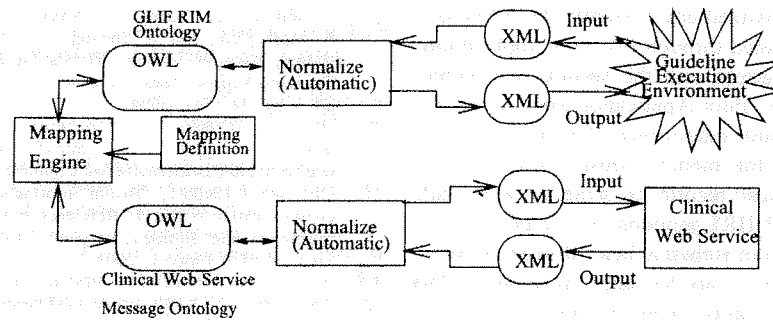 GLIF RIM
Ontology
OWL
Normalize
(Automatic)
XML
Input
XML
Output
Guideline
Execution
Environment
Mapping
Engine
Mapping
Definition
OWL
Clinical Web Service
Message Ontology
Normalize
(Automatic)
XML
Input
XML
Output
Clinical
Web Service